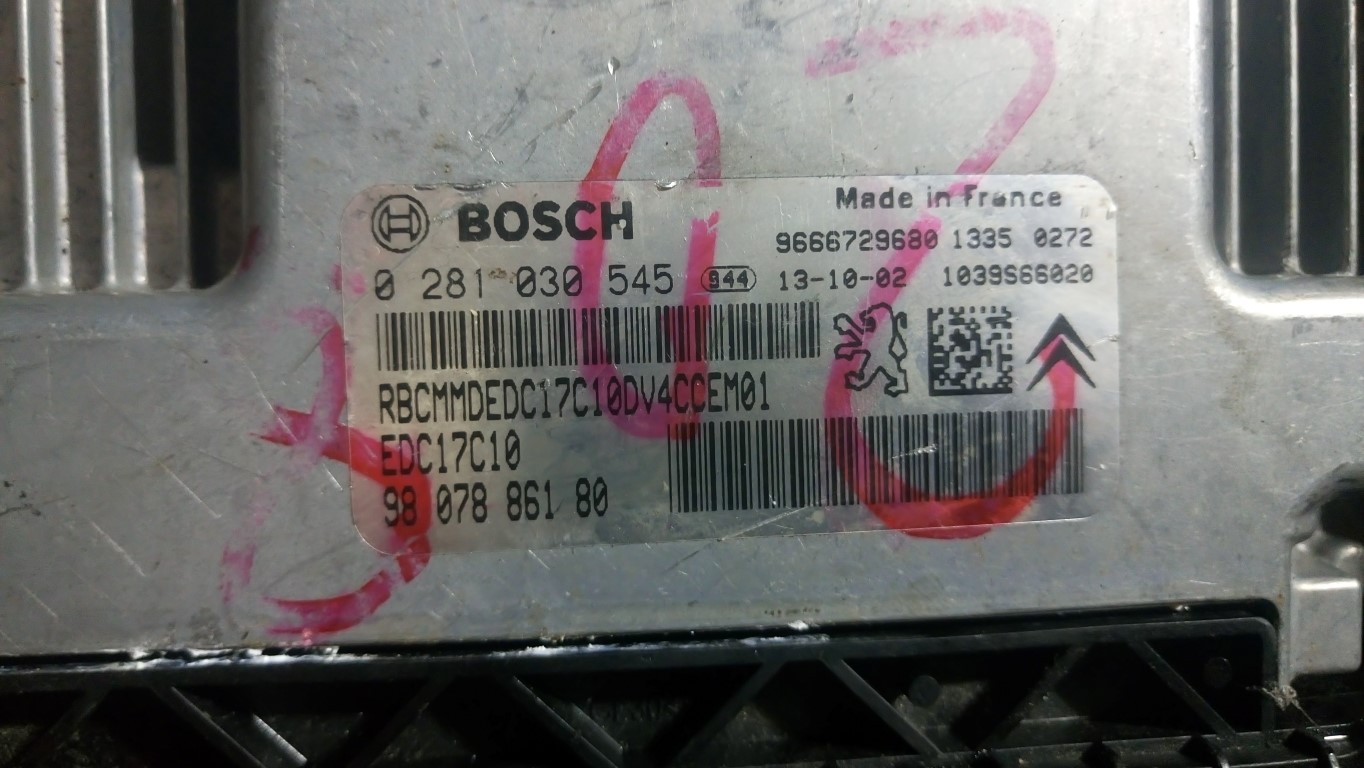 Made in France
BOSCH
9666729680 1335 0272
0 281 030 545 944 13-10-02 1039S66020
RBCMMDEDC17C10DV4CCEM01
EDC17C10
98 078 861 80